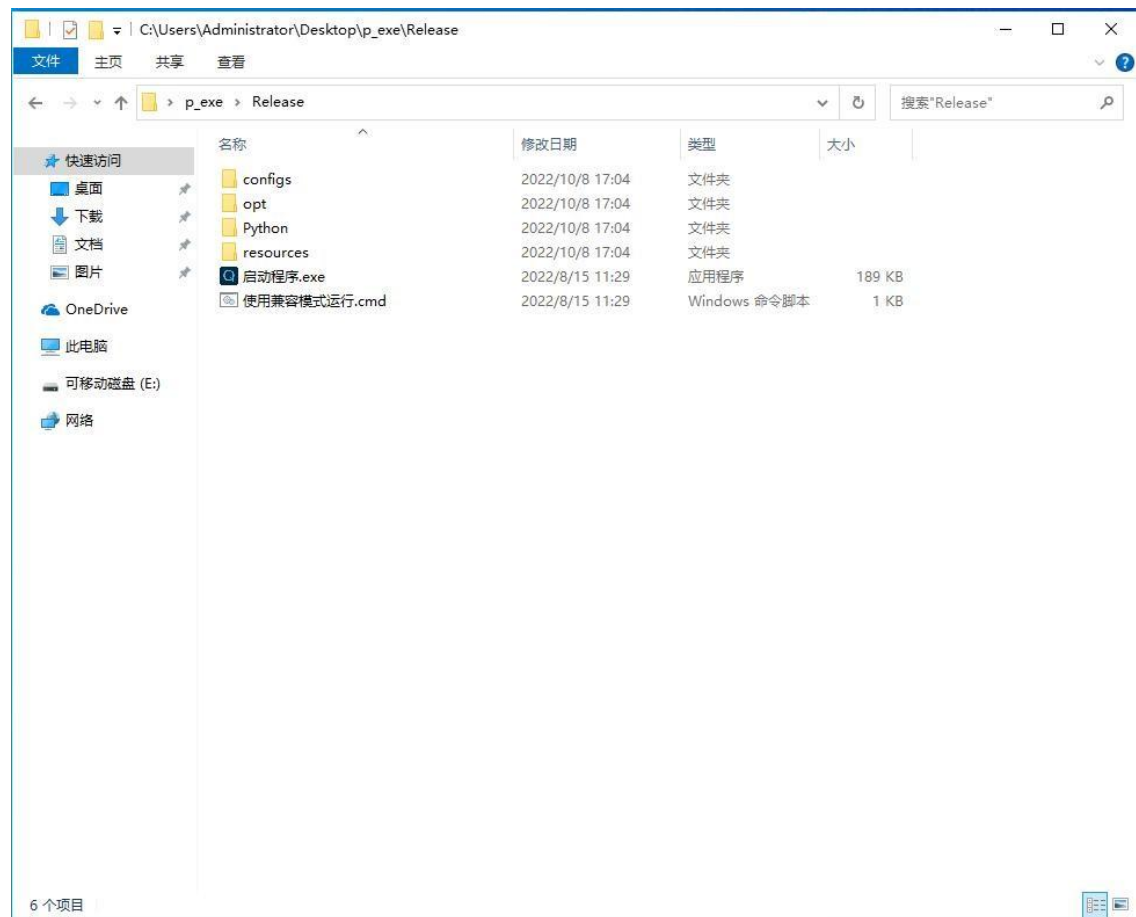 C:\Users\Administrator\Desktop\p_exe\Release
文件 主页 共享 查看
p_exe Release 搜索"Release"
名称 修改日期 类型 大小
快速访问
桌面
下载
文档
图片
OneDrive
此电脑
可移动磁盘 (E:)
网络
configs 2022/10/8 17:04 文件夹
opt 2022/10/8 17:04 文件夹
Python 2022/10/8 17:04 文件夹
resources 2022/10/8 17:04 文件夹
启动程序.exe 2022/8/15 11:29 应用程序 189 KB
使用兼容模式运行.cmd 2022/8/15 11:29 Windows 命令脚本 1 KB
6 个项目